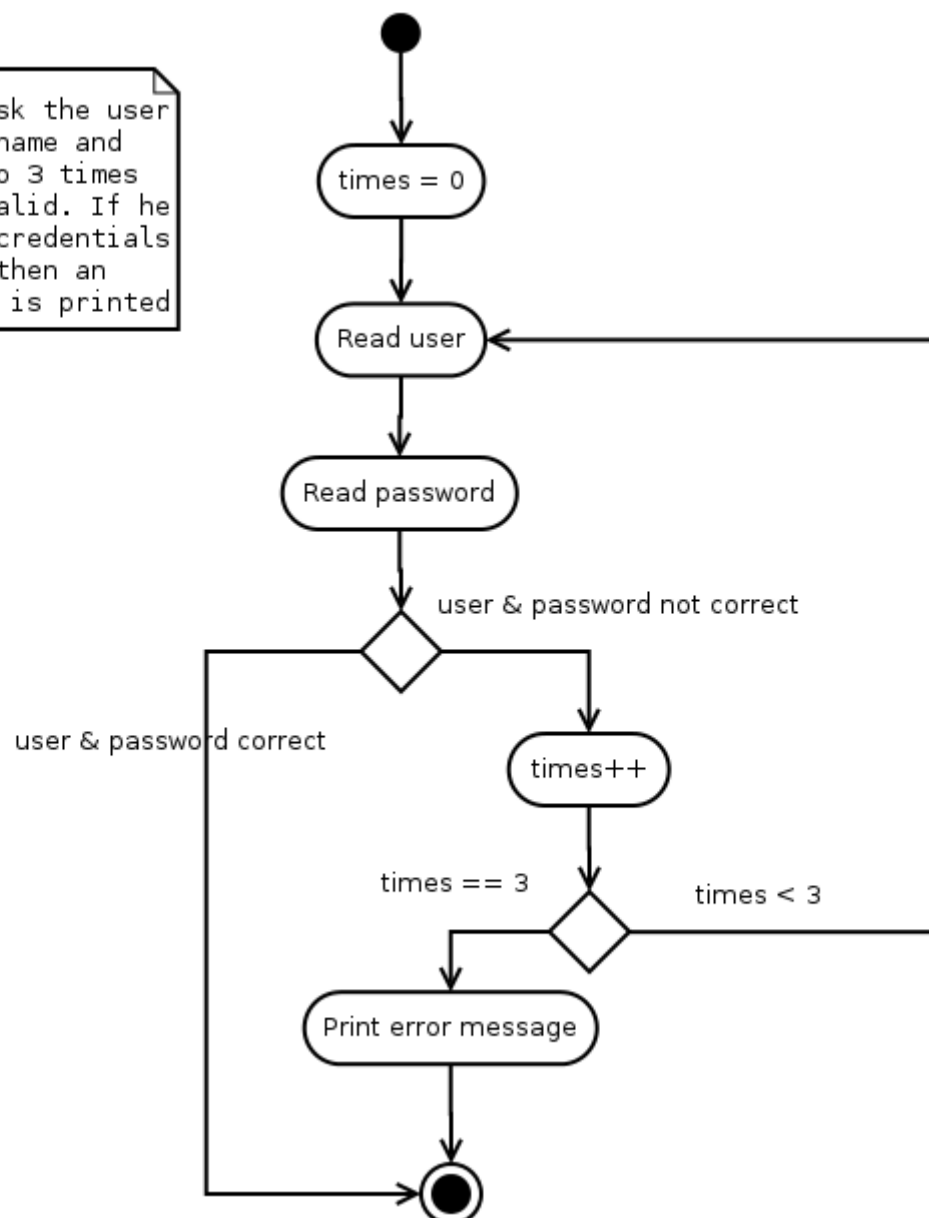 sk the user
name and
o 3 times
alid. If he
credentials
then an
is printed
times = 0
Read user
Read password
user & password not correct
user & password correct
times++
times == 3
times < 3
Print error message